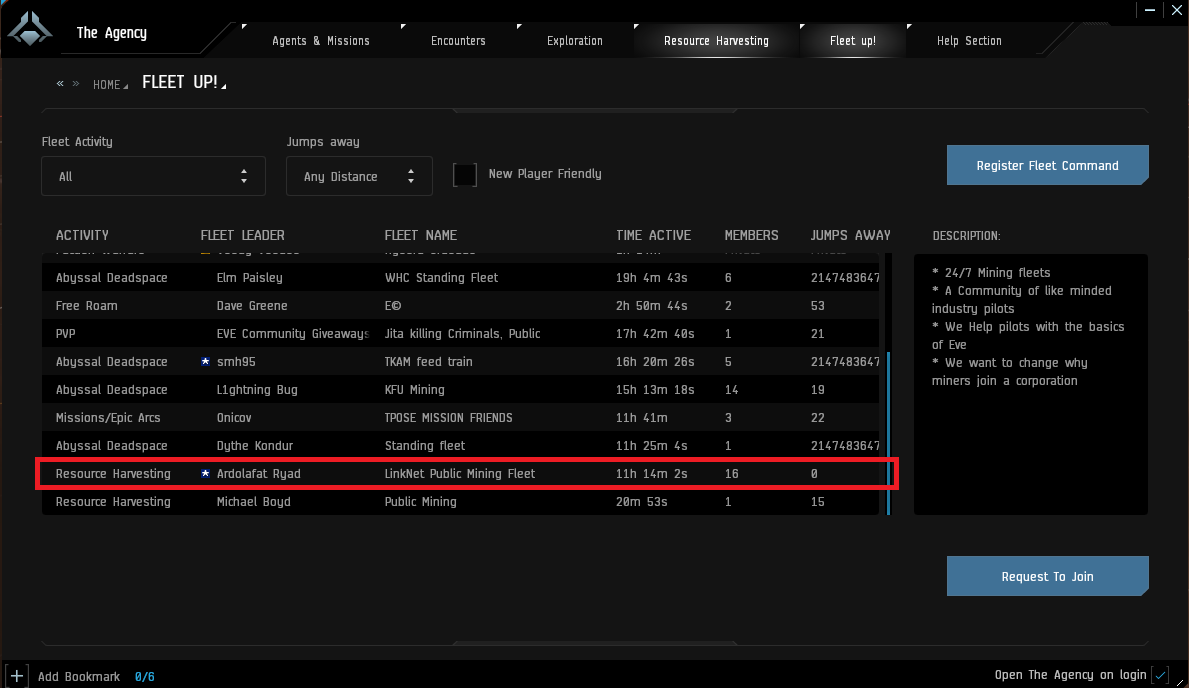 The Agency
Agents & Missions Encounters Exploration Resource Harvesting Fleet up! Help Section
« » HOME FLEET UP!
Fleet Activity Jumps away
All Any Distance New Player Friendly
Register Fleet Command
ACTIVITY FLEET LEADER FLEET NAME TIME ACTIVE MEMBERS JUMPS AWAY
Abyssal Deadspace Elm Paisley WHC Standing Fleet 19h 4m 43s 6 2147483647
Free Roam Dave Greene E© 2h 50m 44s 2 53
PVP EVE Community Giveaways Jita killing Criminals, Public 17h 42m 40s 1 21
Abyssal Deadspace smh95 TKAM feed train 16h 20m 26s 5 2147483647
Abyssal Deadspace L1ghtning Bug KFU Mining 15h 13m 18s 14 19
Missions/Epic Arcs Onicov TPOSE MISSION FRIENDS 11h 41m 3 22
Abyssal Deadspace Dythe Kondur Standing fleet 11h 25m 4s 1 2147483647
Resource Harvesting Ardolafat Ryad LinkNet Public Mining Fleet 11h 14m 2s 16 0
Resource Harvesting Michael Boyd Public Mining 20m 53s 1 15
DESCRIPTION:
* 24/7 Mining fleets
* A Community of like minded
industry pilots
* We Help pilots with the basics
of Eve
* We want to change why
miners join a corporation
Request To Join
Add Bookmark 0/6
Open The Agency on login